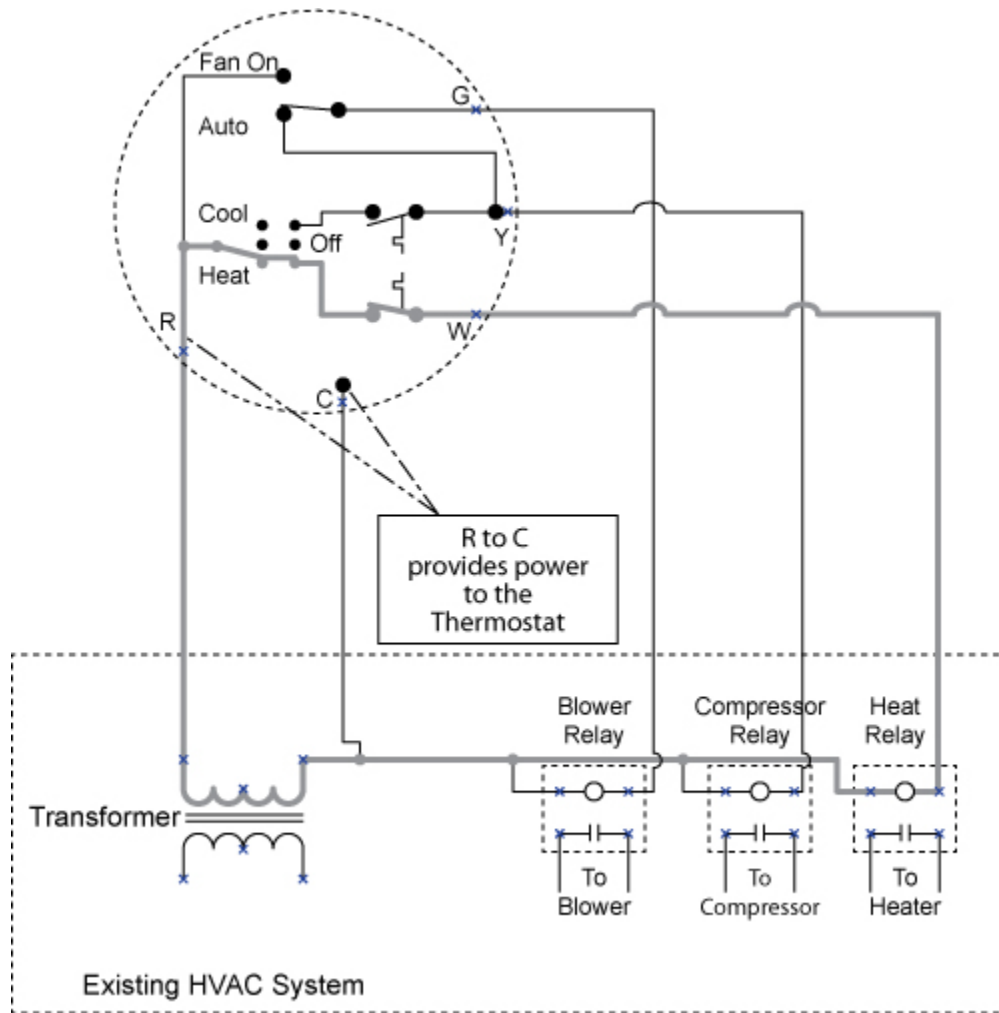 Fan On
G
Auto
Cool
Off
Y
Heat
R
W
C
R to C
provides power
to the
Thermostat
Blower
Relay
Compressor
Relay
Heat
Relay
Transformer
To
Blower
To
Compressor
To
Heater
Existing HVAC System